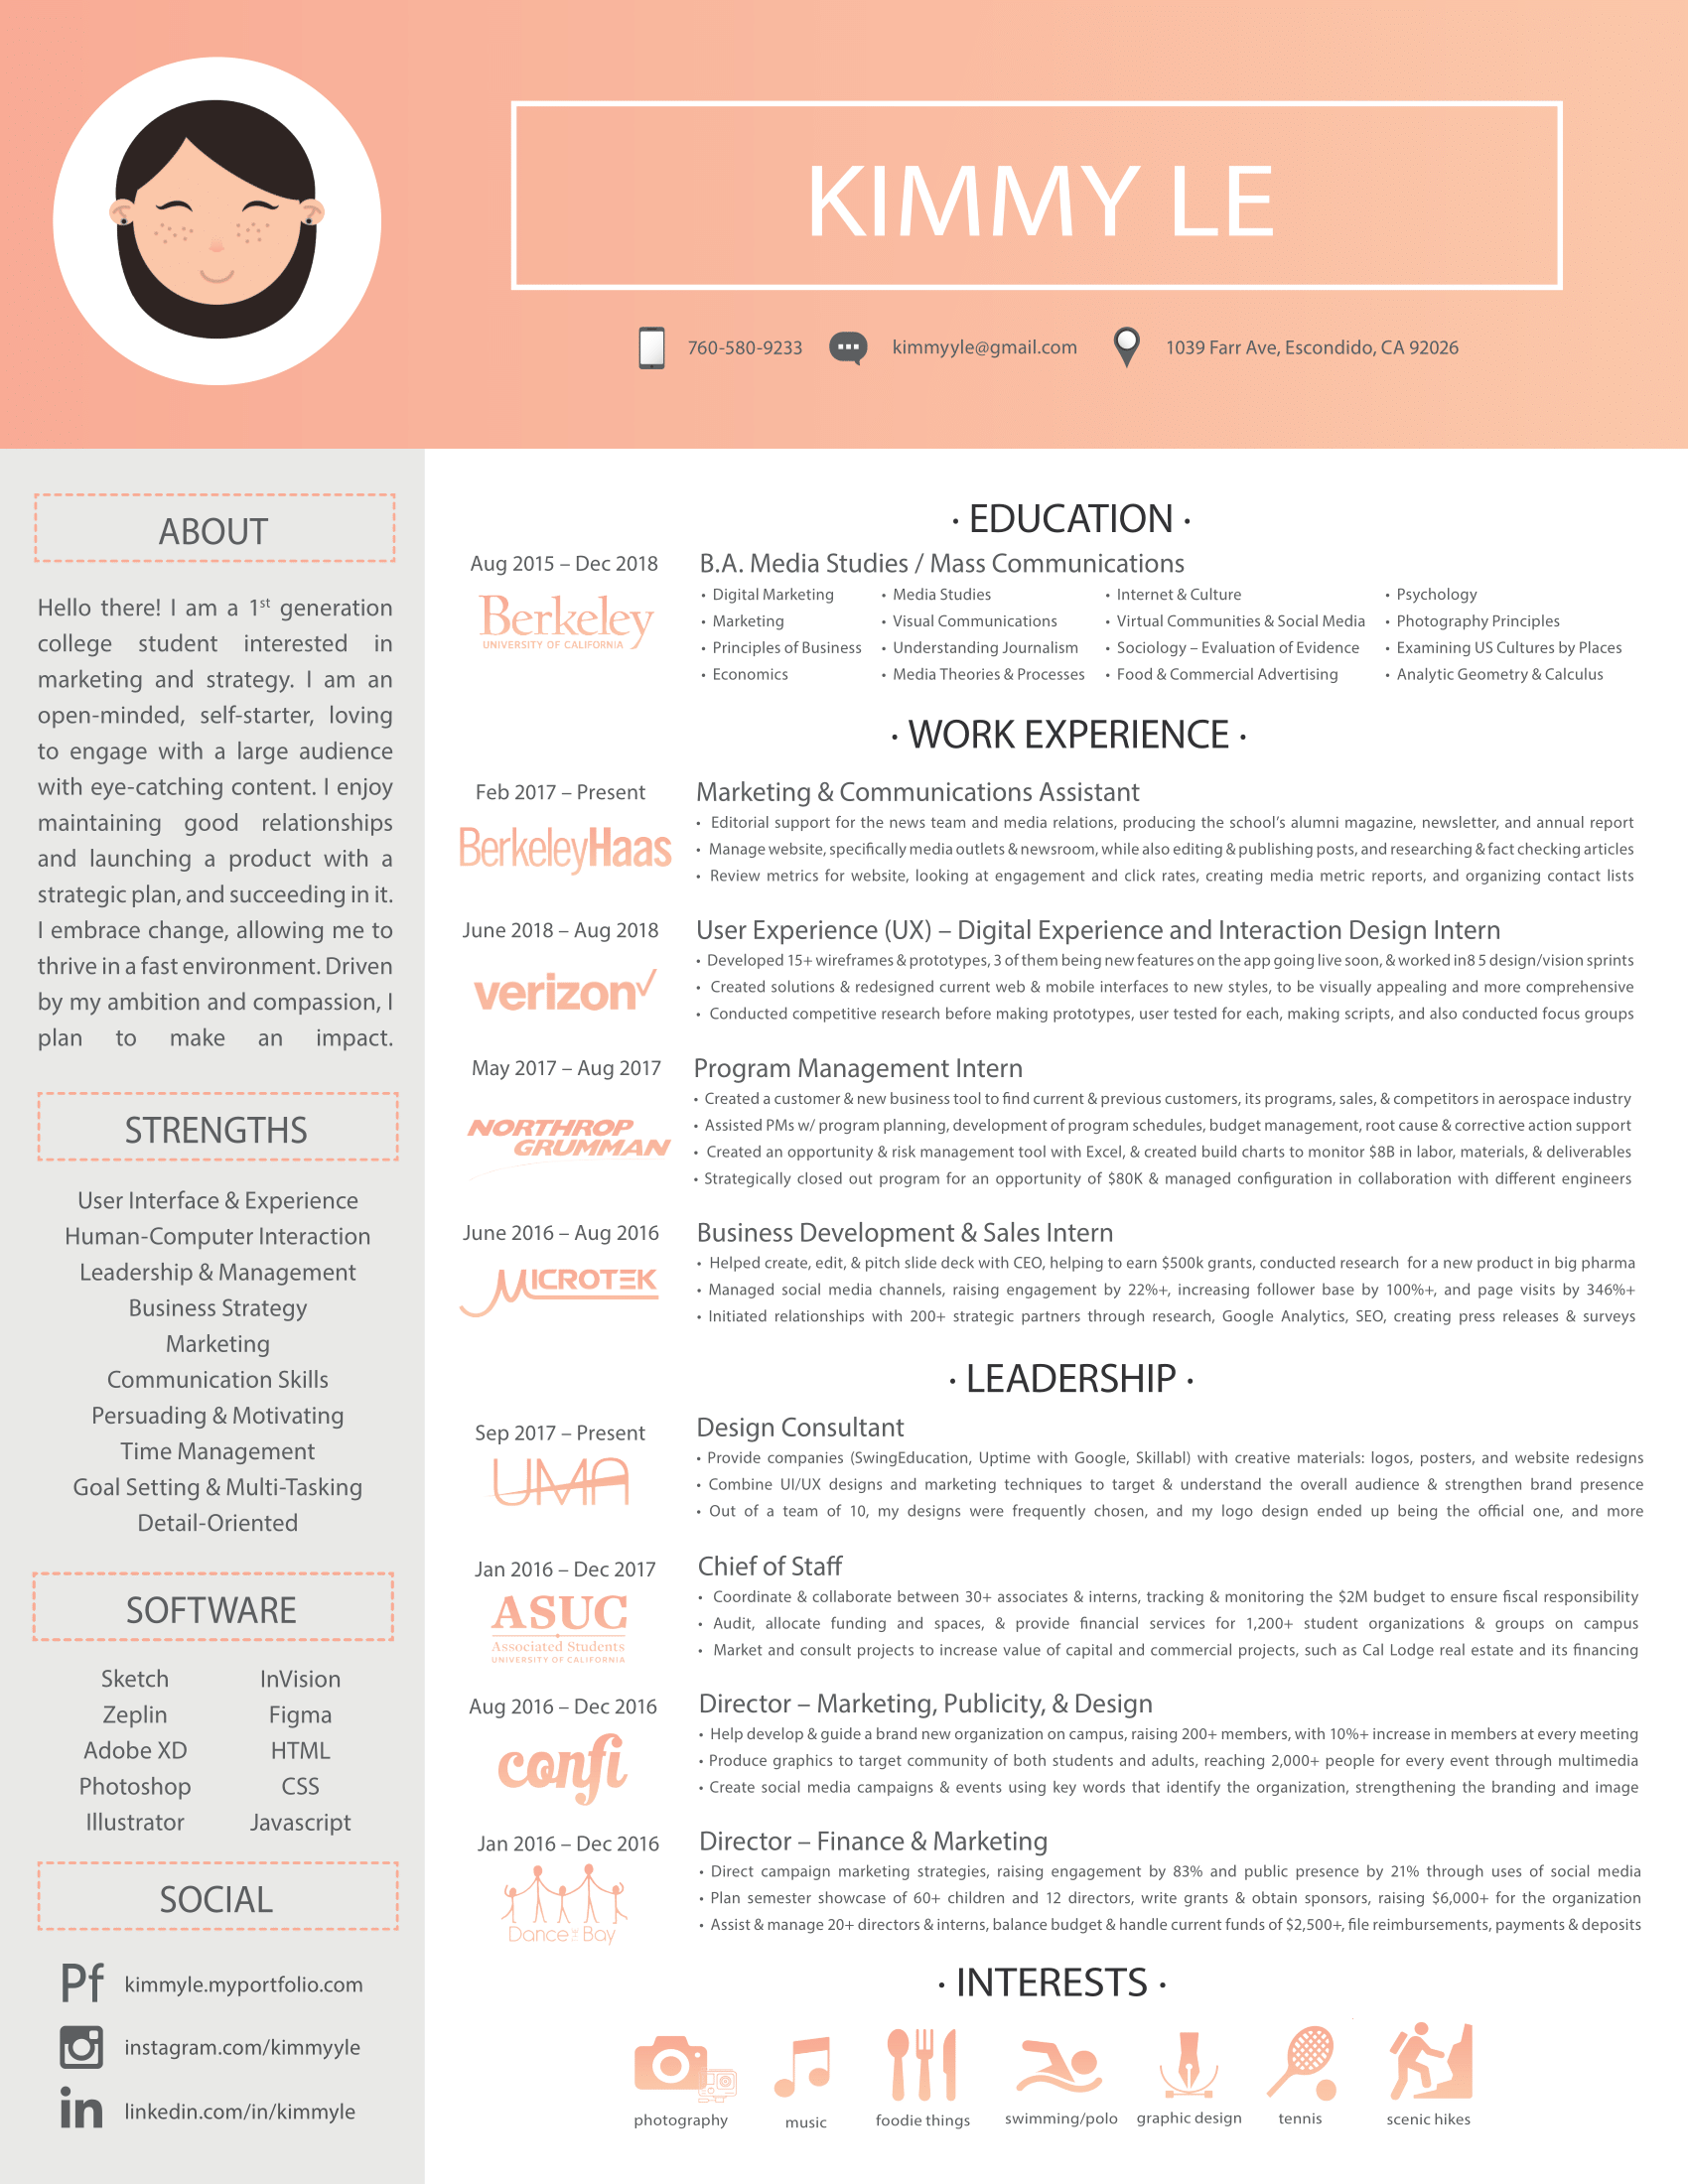 KIMMY LE
760-580-9233
kimmyyle@gmail.com
1039 Farr Ave, Escondido, CA 92026
ABOUT
Hello there! I am a 1st generation
college student interested in
marketing and strategy. I am an
open-minded, self-starter, loving
to engage with a large audience
with eye-catching content. I enjoy
maintaining good relationships
and launching a product with a
strategic plan, and succeeding in it.
I embrace change, allowing me to
thrive in a fast environment. Driven
by my ambition and compassion, I
plan to make an impact.
STRENGTHS
User Interface & Experience
Human-Computer Interaction
Leadership & Management
Business Strategy
Marketing
Communication Skills
Persuading & Motivating
Time Management
Goal Setting & Multi-Tasking
Detail-Oriented
SOFTWARE
Sketch InVision
Zeplin Figma
Adobe XD HTML
Photoshop CSS
Illustrator Javascript
SOCIAL
Pf kimmyle.myportfolio.com
instagram.com/kimmyyle
in linkedin.com/in/kimmyle
· EDUCATION ·
Aug 2015 – Dec 2018
Berkeley
UNIVERSITY OF CALIFORNIA
B.A. Media Studies / Mass Communications
• Digital Marketing • Media Studies • Internet & Culture • Psychology
• Marketing • Visual Communications • Virtual Communities & Social Media • Photography Principles
• Principles of Business • Understanding Journalism • Sociology – Evaluation of Evidence • Examining US Cultures by Places
• Economics • Media Theories & Processes • Food & Commercial Advertising • Analytic Geometry & Calculus
· WORK EXPERIENCE ·
Feb 2017 – Present
BerkeleyHaas
Marketing & Communications Assistant
• Editorial support for the news team and media relations, producing the school's alumni magazine, newsletter, and annual report
• Manage website, specifically media outlets & newsroom, while also editing & publishing posts, and researching & fact checking articles
• Review metrics for website, looking at engagement and click rates, creating media metric reports, and organizing contact lists
June 2018 – Aug 2018
verizon✓
User Experience (UX) – Digital Experience and Interaction Design Intern
• Developed 15+ wireframes & prototypes, 3 of them being new features on the app going live soon, & worked in8 5 design/vision sprints
• Created solutions & redesigned current web & mobile interfaces to new styles, to be visually appealing and more comprehensive
• Conducted competitive research before making prototypes, user tested for each, making scripts, and also conducted focus groups
May 2017 – Aug 2017
NORTHROP
GRUMMAN
Program Management Intern
• Created a customer & new business tool to find current & previous customers, its programs, sales, & competitors in aerospace industry
• Assisted PMs w/ program planning, development of program schedules, budget management, root cause & corrective action support
• Created an opportunity & risk management tool with Excel, & created build charts to monitor $8B in labor, materials, & deliverables
• Strategically closed out program for an opportunity of $80K & managed configuration in collaboration with different engineers
June 2016 – Aug 2016
MICROTEK
Business Development & Sales Intern
• Helped create, edit, & pitch slide deck with CEO, helping to earn $500k grants, conducted research for a new product in big pharma
• Managed social media channels, raising engagement by 22%+, increasing follower base by 100%+, and page visits by 346%+
• Initiated relationships with 200+ strategic partners through research, Google Analytics, SEO, creating press releases & surveys
· LEADERSHIP ·
Sep 2017 – Present
UMA
Design Consultant
• Provide companies (SwingEducation, Uptime with Google, Skillabl) with creative materials: logos, posters, and website redesigns
• Combine UI/UX designs and marketing techniques to target & understand the overall audience & strengthen brand presence
• Out of a team of 10, my designs were frequently chosen, and my logo design ended up being the official one, and more
Jan 2016 – Dec 2017
ASUC
Associated Students
UNIVERSITY OF CALIFORNIA
Chief of Staff
• Coordinate & collaborate between 30+ associates & interns, tracking & monitoring the $2M budget to ensure fiscal responsibility
• Audit, allocate funding and spaces, & provide financial services for 1,200+ student organizations & groups on campus
• Market and consult projects to increase value of capital and commercial projects, such as Cal Lodge real estate and its financing
Aug 2016 – Dec 2016
confi
Director – Marketing, Publicity, & Design
• Help develop & guide a brand new organization on campus, raising 200+ members, with 10%+ increase in members at every meeting
• Produce graphics to target community of both students and adults, reaching 2,000+ people for every event through multimedia
• Create social media campaigns & events using key words that identify the organization, strengthening the branding and image
Jan 2016 – Dec 2016
Dance THE Bay
Director – Finance & Marketing
• Direct campaign marketing strategies, raising engagement by 83% and public presence by 21% through uses of social media
• Plan semester showcase of 60+ children and 12 directors, write grants & obtain sponsors, raising $6,000+ for the organization
• Assist & manage 20+ directors & interns, balance budget & handle current funds of $2,500+, file reimbursements, payments & deposits
· INTERESTS ·
photography music foodie things swimming/polo graphic design tennis scenic hikes